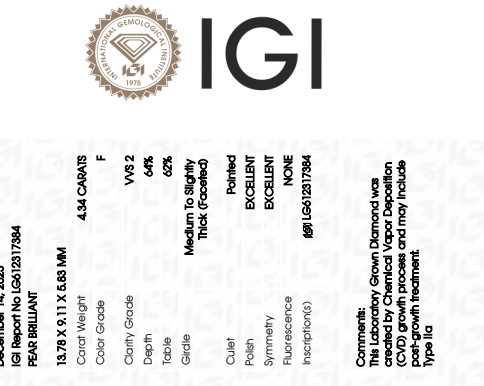 INTERNATIONAL GEMOLOGICAL INSTITUTE
IGI
1975
IGI
December 14, 2023
IGI Report No LG612317384
PEAR BRILLIANT
13.78 X 9.11 X 5.83 MM
Carat Weight 4.34 CARATS
Color Grade F
Clarity Grade VVS 2
Depth 64%
Table 62%
Girdle Medium To Slightly
Thick (Faceted)
Culet Pointed
Polish EXCELLENT
Symmetry EXCELLENT
Fluorescence NONE
Inscription(s) LG612317384
Comments:
This Laboratory Grown Diamond was
created by Chemical Vapor Deposition
(CVD) growth process and may include
post-growth treatment.
Type IIa